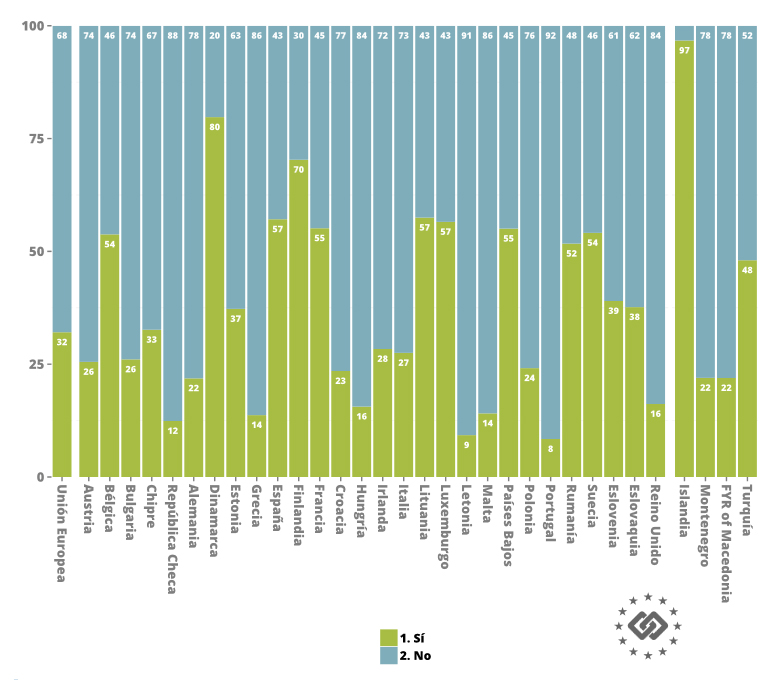 100
75
50
25
0
68 74 46 74 67 88 78 20 63 86 43 30 45 77 84 72 73 43 43 91 86 45 76 92 48 46 61 62 84 78 78 52
32 26 54 26 33 12 22 80 37 14 57 70 55 23 16 28 27 57 57 9 14 55 24 8 52 54 39 38 16 97 22 22 48
Unión Europea
Austria
Bélgica
Bulgaria
Chipre
República Checa
Alemania
Dinamarca
Estonia
Grecia
España
Finlandia
Francia
Croacia
Hungría
Irlanda
Italia
Lituania
Luxemburgo
Letonia
Malta
Países Bajos
Polonia
Portugal
Rumanía
Suecia
Eslovenia
Eslovaquia
Reino Unido
Islandia
Montenegro
FYR of Macedonia
Turquía
1. Sí
2. No